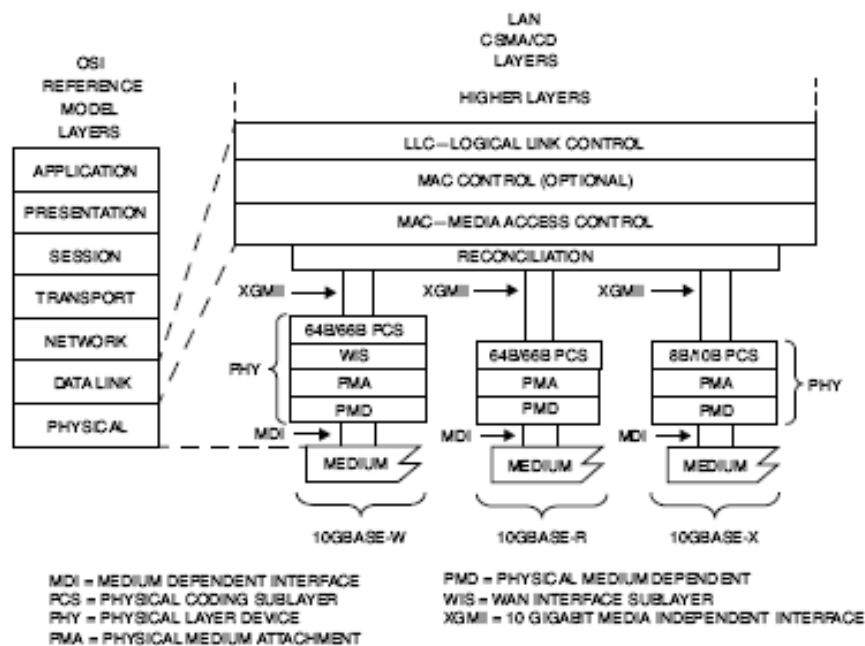 LAN
CSMA/CD
LAYERS
OSI
REFERENCE
MODEL
LAYERS
HIGHER LAYERS
LLC—LOGICAL LINK CONTROL
MAC CONTROL (OPTIONAL)
MAC—MEDIA ACCESS CONTROL
RECONCILIATION
APPLICATION
PRESENTATION
SESSION
TRANSPORT
NETWORK
DATA LINK
PHYSICAL
XGMII
XGMII
XGMII
64B/66B PCS
WIS
PMA
PMD
PHY
MDI
MEDIUM
10GBASE-W
64B/66B PCS
PMA
PMD
MDI
MEDIUM
10GBASE-R
8B/10B PCS
PMA
PMD
PHY
MDI
MEDIUM
10GBASE-X
MDI = MEDIUM DEPENDENT INTERFACE
PCS = PHYSICAL CODING SUBLAYER
PHY = PHYSICAL LAYER DEVICE
PMA = PHYSICAL MEDIUM ATTACHMENT
PMD = PHYSICAL MEDIUM DEPENDENT
WIS = WAN INTERFACE SUBLAYER
XGMII = 10 GIGABIT MEDIA INDEPENDENT INTERFACE